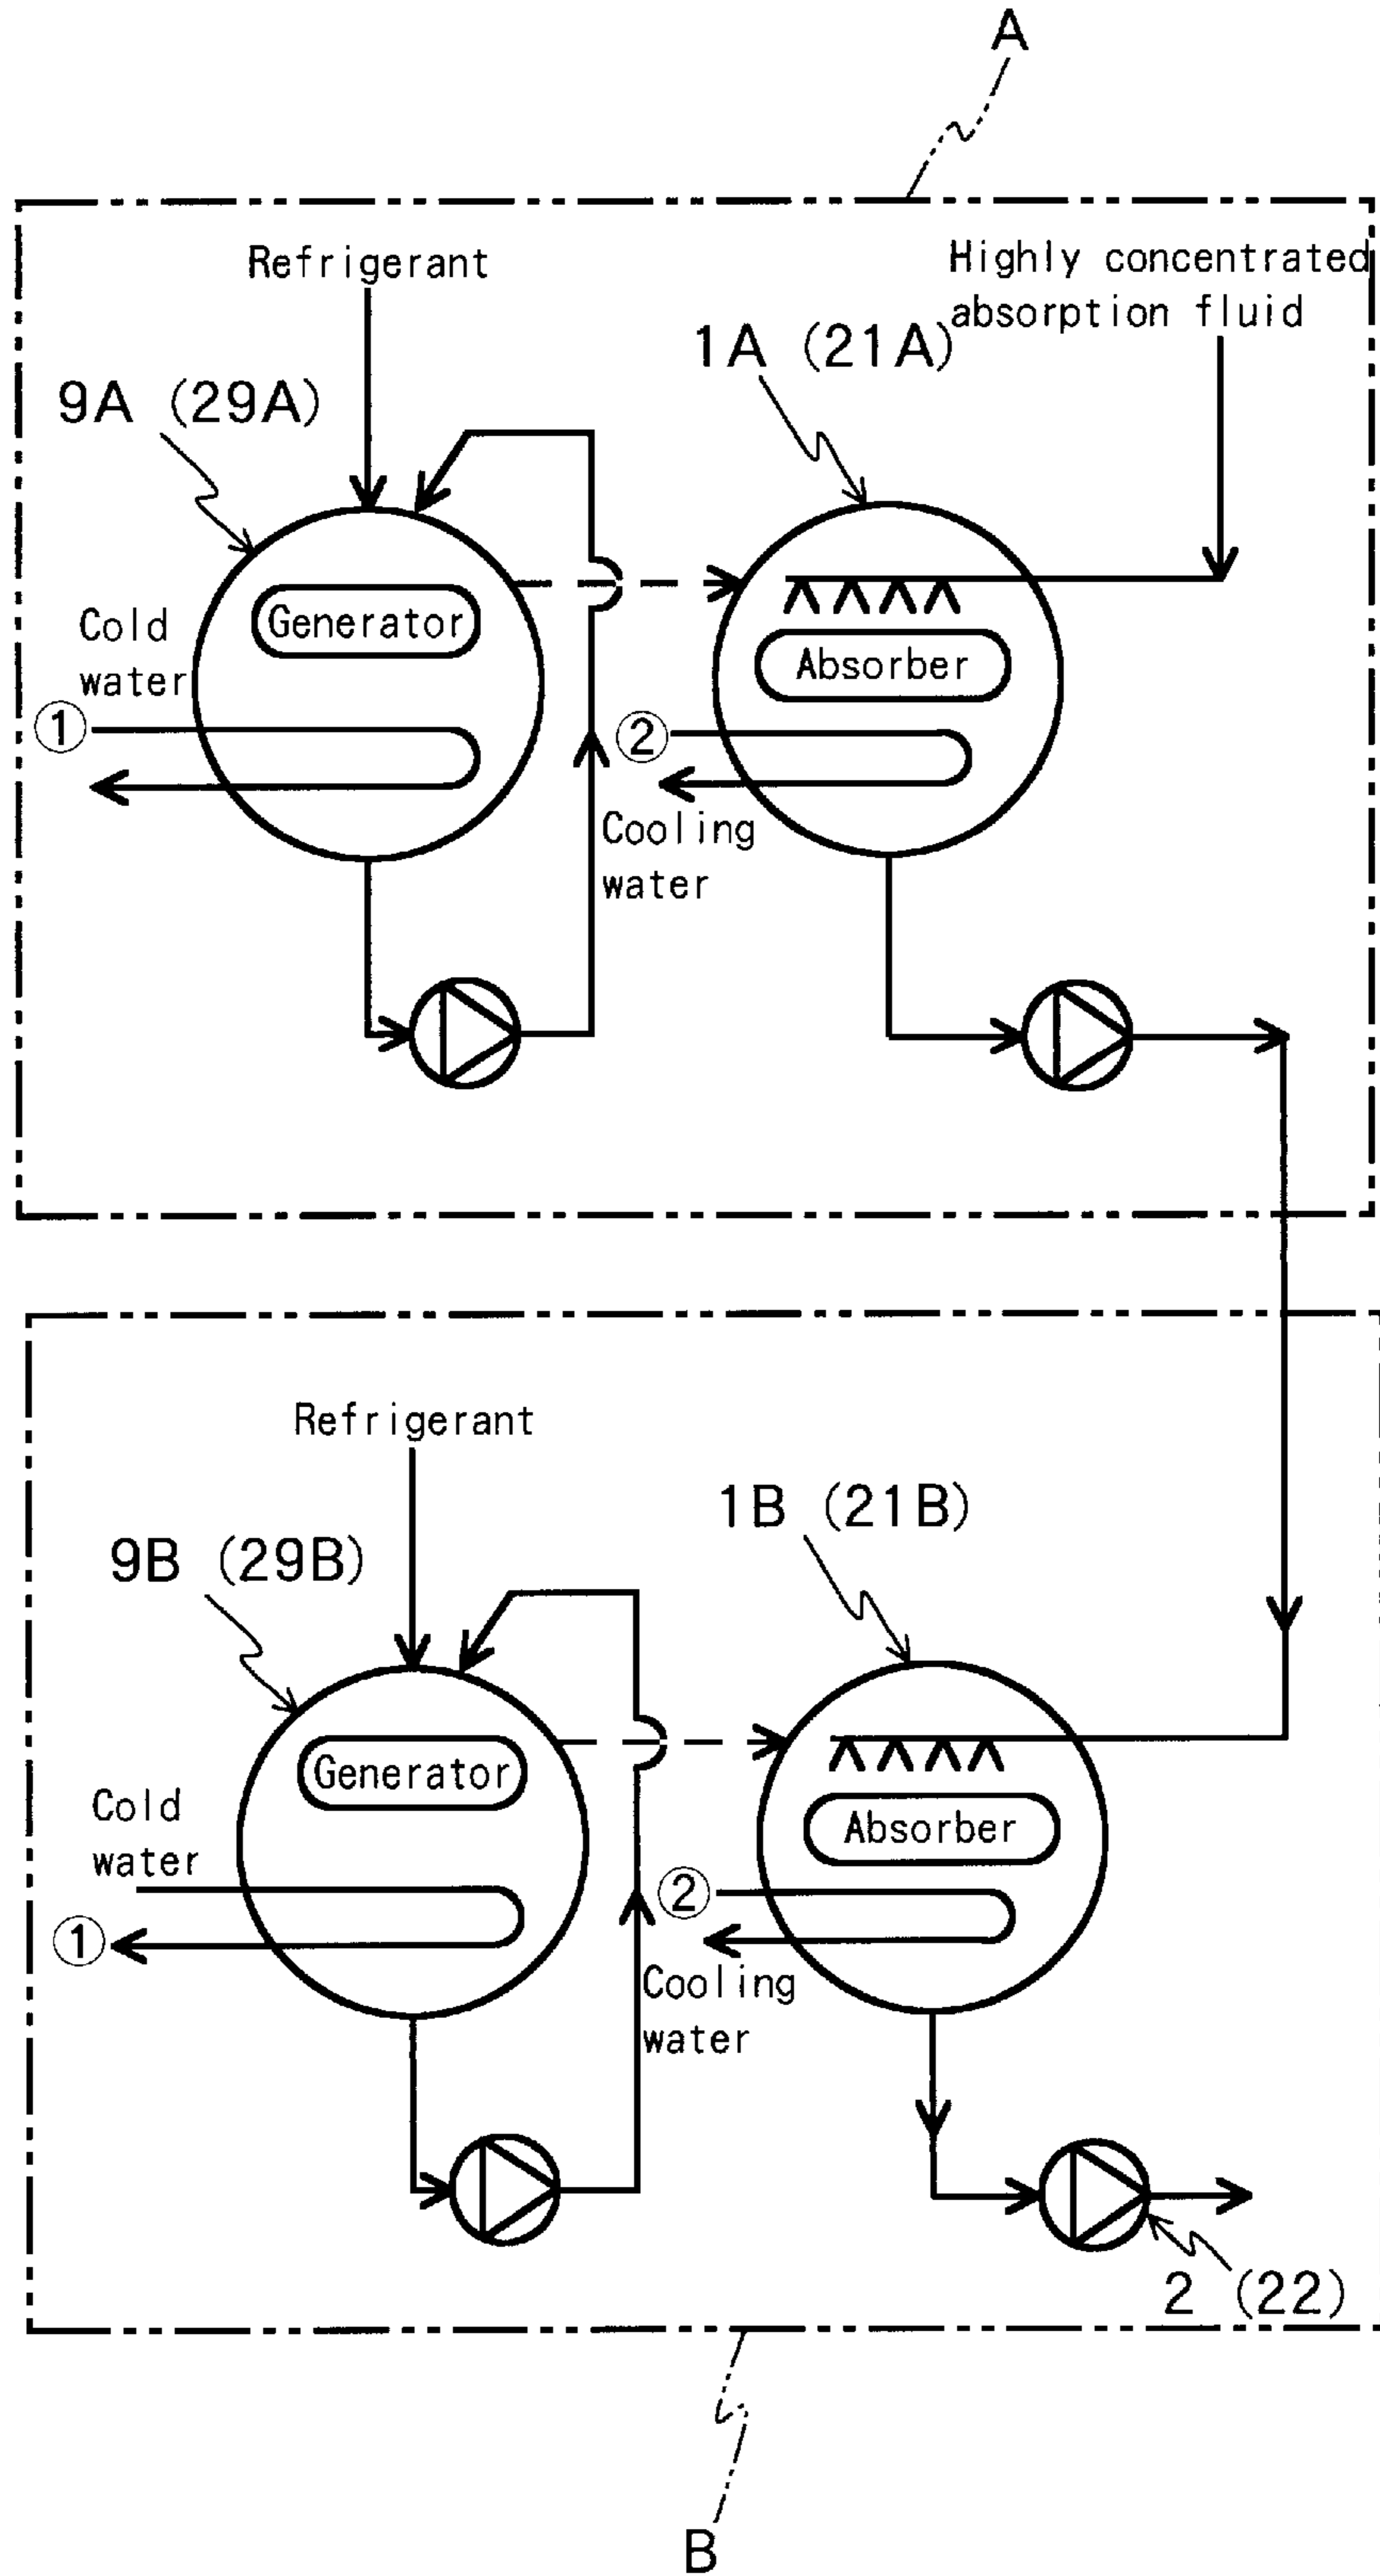 A
Refrigerant
Highly concentrated
absorption fluid
1A (21A)
9A (29A)
Generator
Cold
water
Absorber
①
②
Cooling
water
Refrigerant
1B (21B)
9B (29B)
Generator
Cold
water
Absorber
②
①
Cooling
water
2 (22)
B